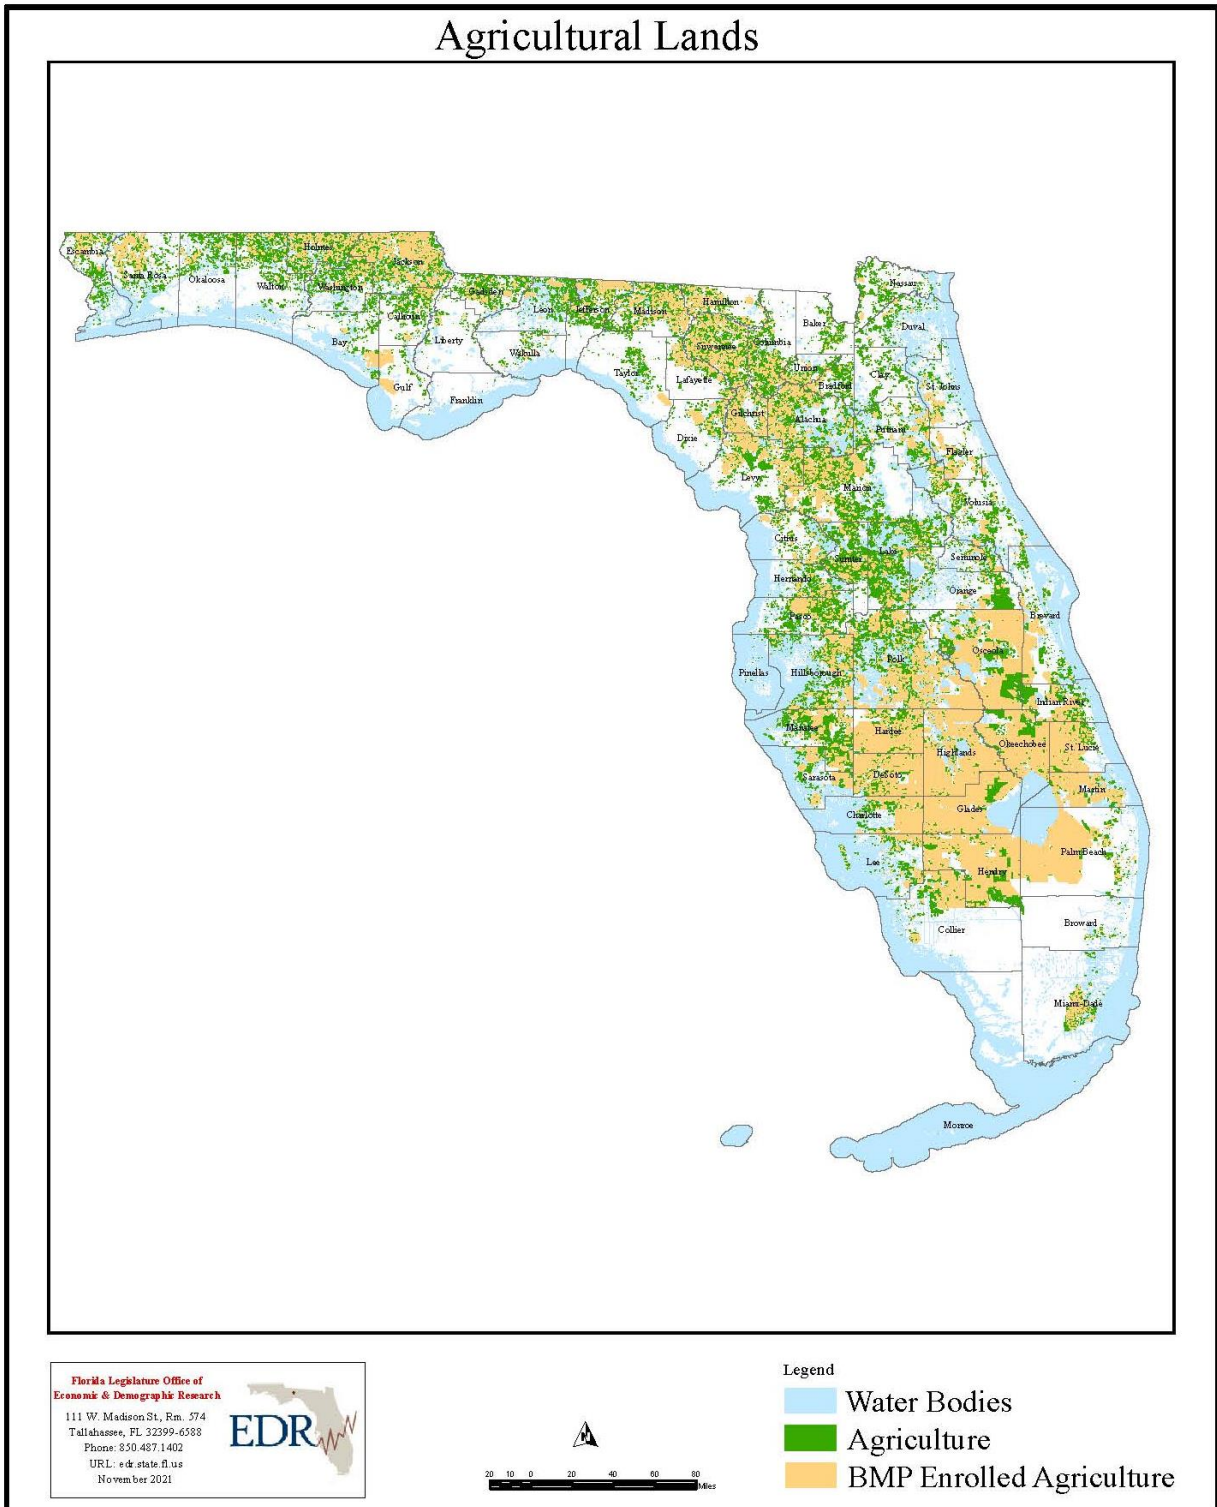 Agricultural Lands
Escambia
Santa Rosa
Okaloosa
Walton
Holmes
Washington
Jackson
Bay
Calhoun
Gulf
Liberty
Gadsden
Franklin
Leon
Wakulla
Jefferson
Madison
Taylor
Hamilton
Suwannee
Lafayette
Dixie
Columbia
Gilchrist
Levy
Baker
Union
Bradford
Alachua
Nassau
Duval
Clay
St. Johns
Putnam
Flagler
Marion
Volusia
Citrus
Sumter
Lake
Seminole
Hernando
Orange
Pasco
Brevard
Pinellas
Hillsborough
Polk
Osceola
Indian River
Manatee
Hardee
Highlands
Okeechobee
St. Lucie
Sarasota
DeSoto
Martin
Charlotte
Glades
Lee
Hendry
Palm Beach
Collier
Broward
Miami-Dade
Monroe
Florida Legislature Office of
Economic & Demographic Research
111 W. Madison St., Rm. 574
Tallahassee, FL 32399-6588
Phone: 850.487.1402
URL: edr.state.fl.us
November 2021
EDR
N
20 10 0 20 40 60 80
Miles
Legend
Water Bodies
Agriculture
BMP Enrolled Agriculture